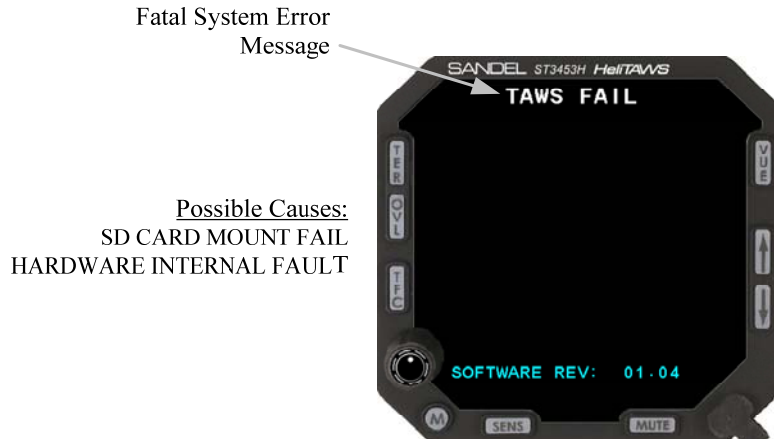 Fatal System Error
Message
SANDEL ST3453H HeliTAWS
TAWS FAIL
TER
VUE
OVL
Possible Causes:
SD CARD MOUNT FAIL
HARDWARE INTERNAL FAULT
TFC
SOFTWARE REV: 01.04
M
SENS
MUTE